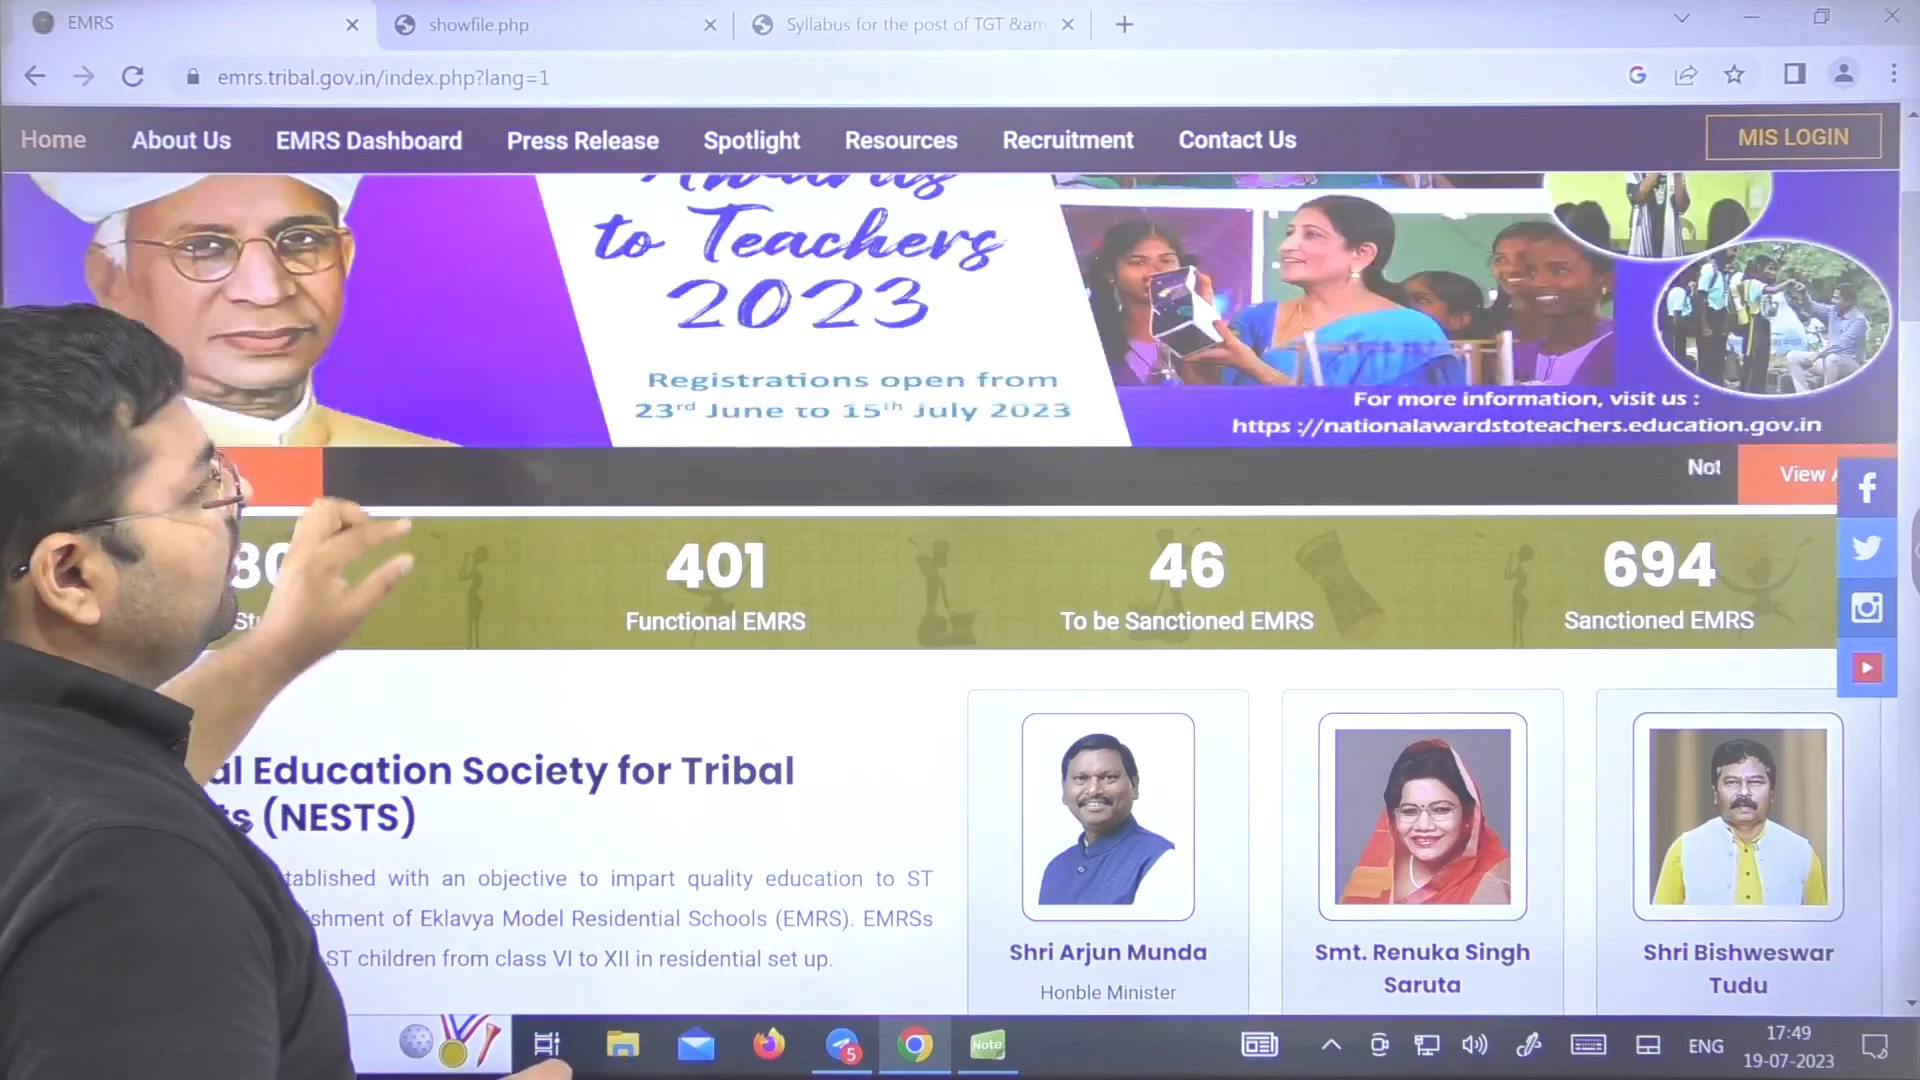 EMRS
showfile.php
Syllabus for the post of TGT &am
emrs.tribal.gov.in/index.php?lang=1
Home About Us EMRS Dashboard Press Release Spotlight Resources Recruitment Contact Us MIS LOGIN
to Teachers
2023
Registrations open from
23rd June to 15th July 2023
For more information, visit us :
https ://nationalawardstoteachers.education.gov.in
Not
View
401
Functional EMRS
46
To be Sanctioned EMRS
694
Sanctioned EMRS
al Education Society for Tribal
(NESTS)
tablished with an objective to impart quality education to ST
ishment of Eklavya Model Residential Schools (EMRS). EMRSs
ST children from class VI to XII in residential set up.
Shri Arjun Munda
Honble Minister
Smt. Renuka Singh
Saruta
Shri Bishweswar
Tudu
5
Note
ENG
17:49
19-07-2023